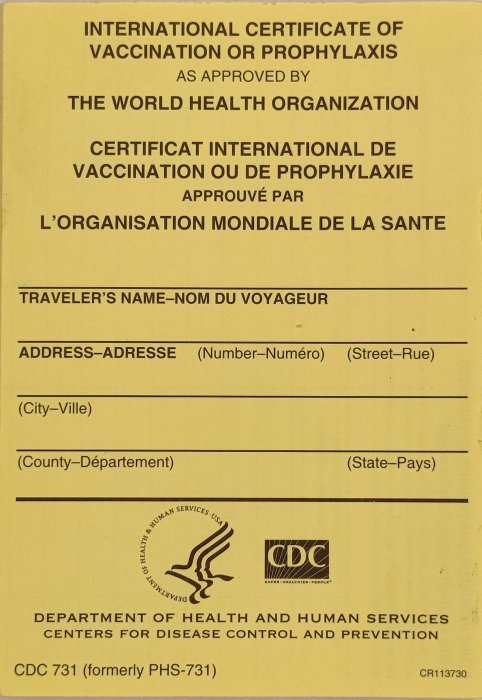 INTERNATIONAL CERTIFICATE OF
VACCINATION OR PROPHYLAXIS
AS APPROVED BY
THE WORLD HEALTH ORGANIZATION
CERTIFICAT INTERNATIONAL DE
VACCINATION OU DE PROPHYLAXIE
APPROUVÉ PAR
L'ORGANISATION MONDIALE DE LA SANTE
TRAVELER'S NAME–NOM DU VOYAGEUR
ADDRESS–ADRESSE (Number–Numéro) (Street–Rue)
(City–Ville)
(County–Département) (State–Pays)
DEPARTMENT OF HEALTH & HUMAN SERVICES · USA
CDC
SAFER · HEALTHIER · PEOPLE™
DEPARTMENT OF HEALTH AND HUMAN SERVICES
CENTERS FOR DISEASE CONTROL AND PREVENTION
CDC 731 (formerly PHS-731) CR113730